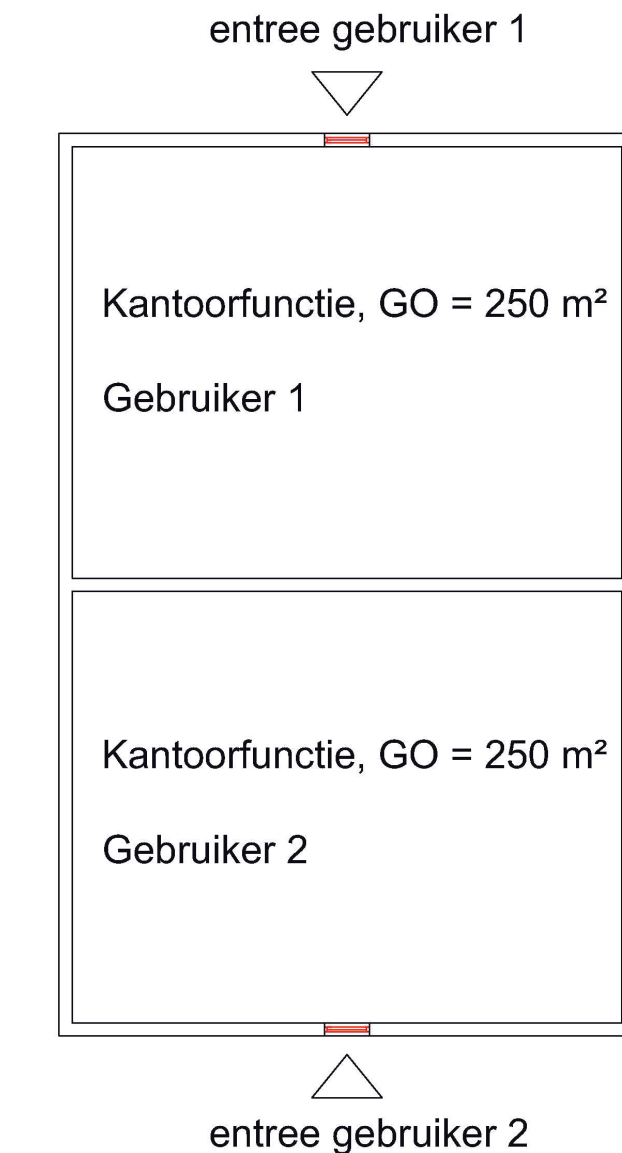 entree gebruiker 1
Kantoorfunctie, GO = 250 m²
Gebruiker 1
Kantoorfunctie, GO = 250 m²
Gebruiker 2
entree gebruiker 2